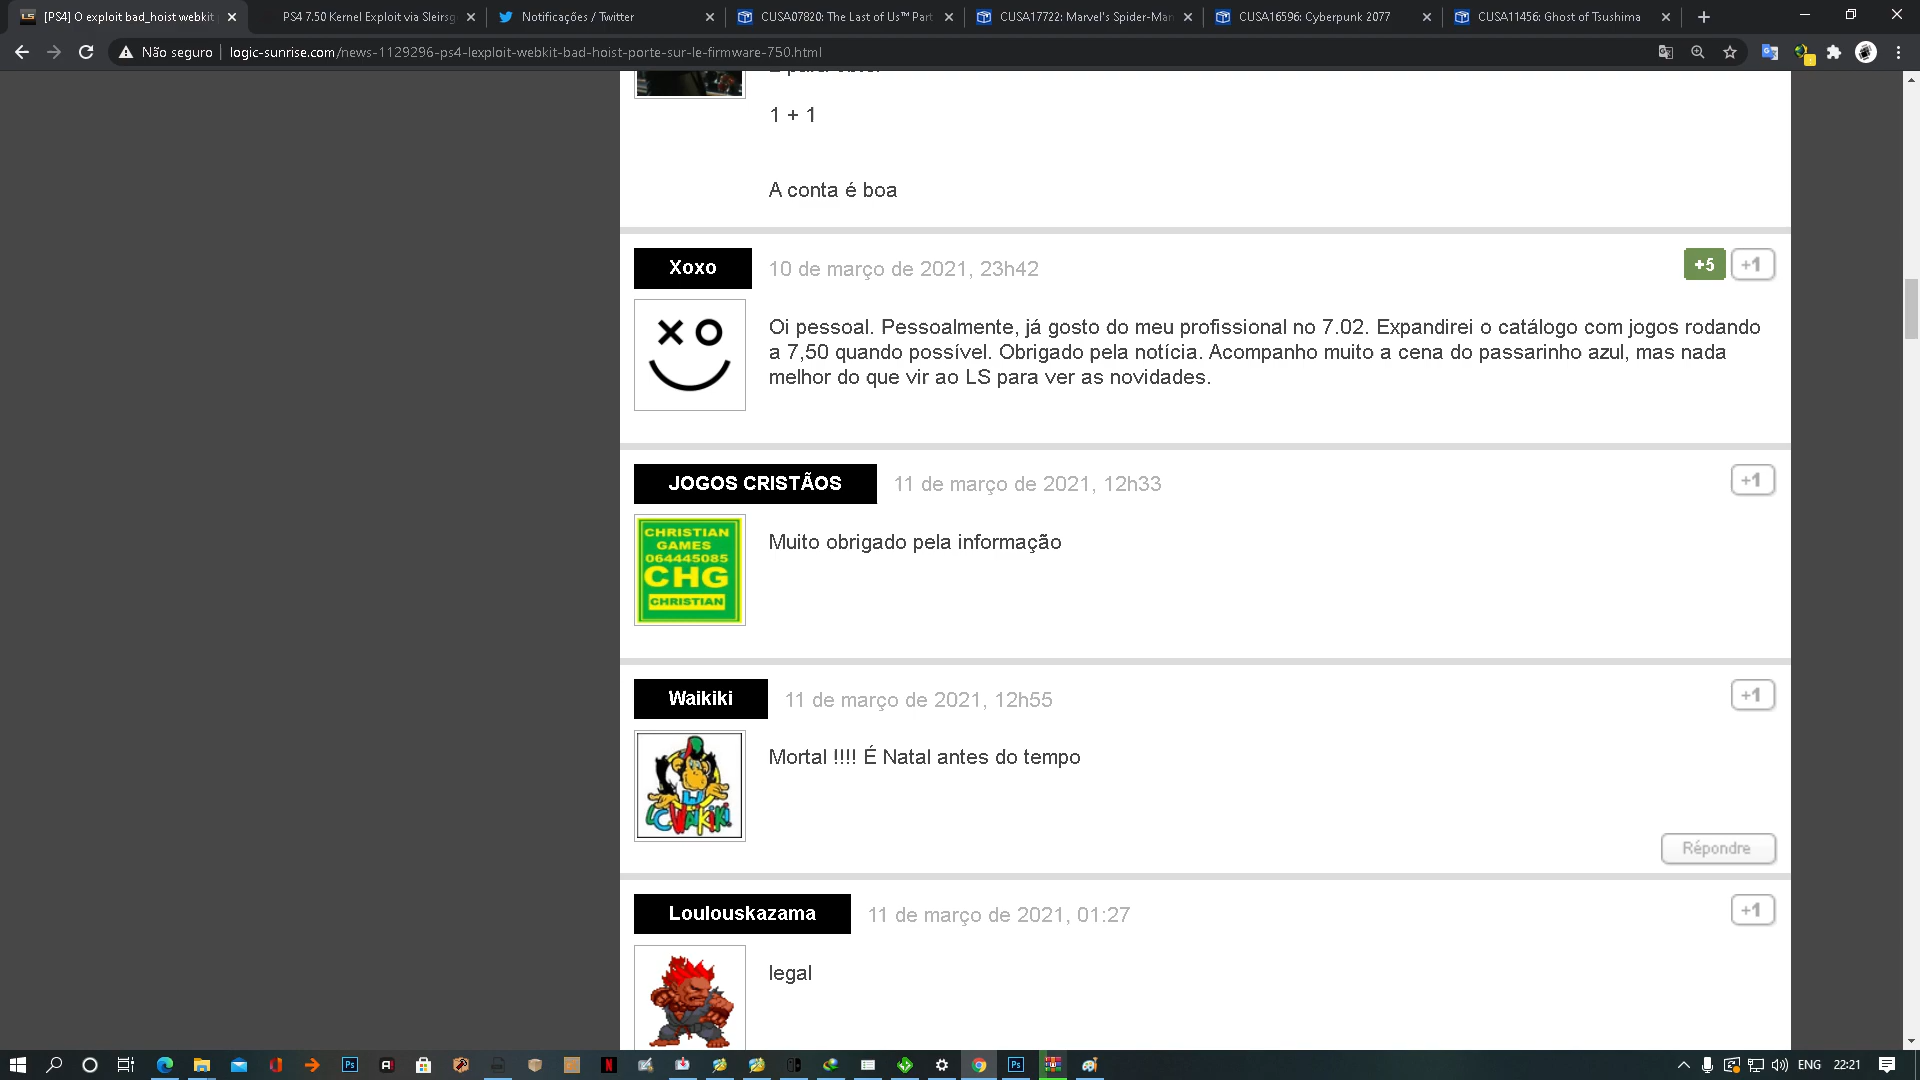 [PS4] O exploit bad_hoist webkit
PS4 7.50 Kernel Exploit via Sleirsg
Notificações / Twitter
CUSA07820: The Last of Us™ Part
CUSA17722: Marvel's Spider-Man
CUSA16596: Cyberpunk 2077
CUSA11456: Ghost of Tsushima
Não seguro
logic-sunrise.com/news-1129296-ps4-lexploit-webkit-bad-hoist-porte-sur-le-firmware-750.html
1 + 1
A conta é boa
Xoxo
10 de março de 2021, 23h42
+5
+1
Oi pessoal. Pessoalmente, já gosto do meu profissional no 7.02. Expandirei o catálogo com jogos rodando
a 7,50 quando possível. Obrigado pela notícia. Acompanho muito a cena do passarinho azul, mas nada
melhor do que vir ao LS para ver as novidades.
JOGOS CRISTÃOS
11 de março de 2021, 12h33
+1
CHRISTIAN
GAMES
064445085
CHG
CHRISTIAN
Muito obrigado pela informação
Waikiki
11 de março de 2021, 12h55
+1
LC.WAIKIKI
Mortal !!!! É Natal antes do tempo
Répondre
Loulouskazama
11 de março de 2021, 01:27
+1
legal
ENG
22:21